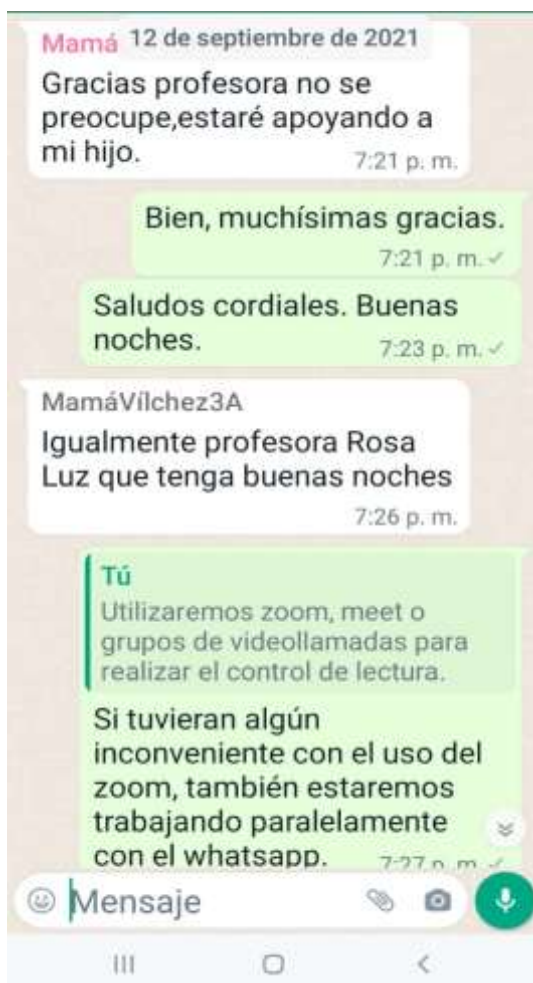 Mamá
12 de septiembre de 2021
Gracias profesora no se
preocupe,estaré apoyando a
mi hijo.
7:21 p. m.
Bien, muchísimas gracias.
7:21 p. m.
Saludos cordiales. Buenas
noches.
7:23 p. m.
MamáVílchez3A
Igualmente profesora Rosa
Luz que tenga buenas noches
7:26 p. m.
Tú
Utilizaremos zoom, meet o
grupos de videollamadas para
realizar el control de lectura.
Si tuvieran algún
inconveniente con el uso del
zoom, también estaremos
trabajando paralelamente
con el whatsapp.
7:27 p. m.
Mensaje